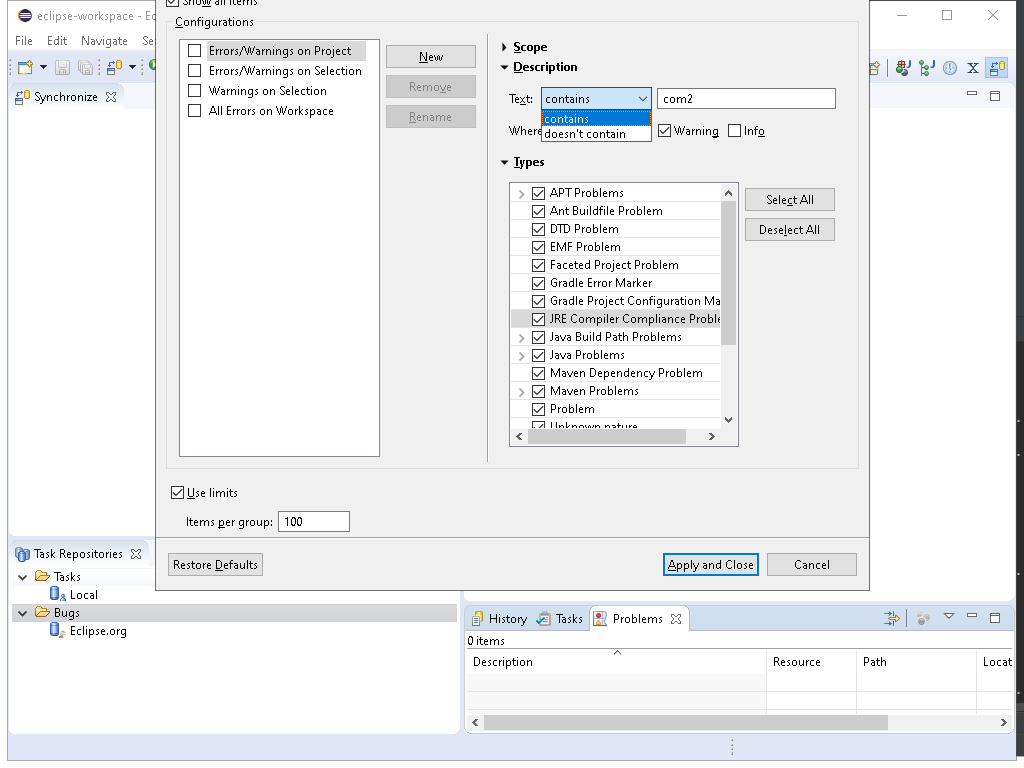 eclipse-workspace - Ec
Show all items
File Edit Navigate Se
Configurations
Errors/Warnings on Project
Errors/Warnings on Selection
Warnings on Selection
All Errors on Workspace
New
Remove
Rename
Scope
Description
Text: contains com2
contains
doesn't contain
Where Warning Info
Types
APT Problems
Ant Buildfile Problem
DTD Problem
EMF Problem
Faceted Project Problem
Gradle Error Marker
Gradle Project Configuration Ma
JRE Compiler Compliance Proble
Java Build Path Problems
Java Problems
Maven Dependency Problem
Maven Problems
Problem
Unknown nature
Select All
Deselect All
Synchronize
Use limits
Items per group: 100
Restore Defaults
Apply and Close
Cancel
Task Repositories
Tasks
Local
Bugs
Eclipse.org
History Tasks Problems
0 items
Description Resource Path Locat